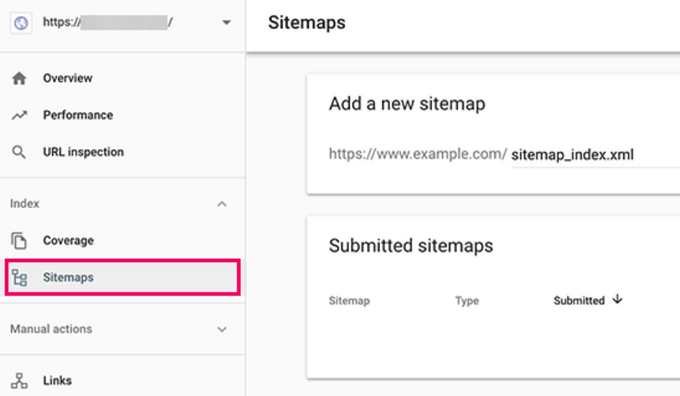 https:// /
Overview
Performance
URL inspection
Index
Coverage
Sitemaps
Manual actions
Links
Sitemaps
Add a new sitemap
https://www.example.com/ sitemap_index.xml
Submitted sitemaps
Sitemap Type Submitted